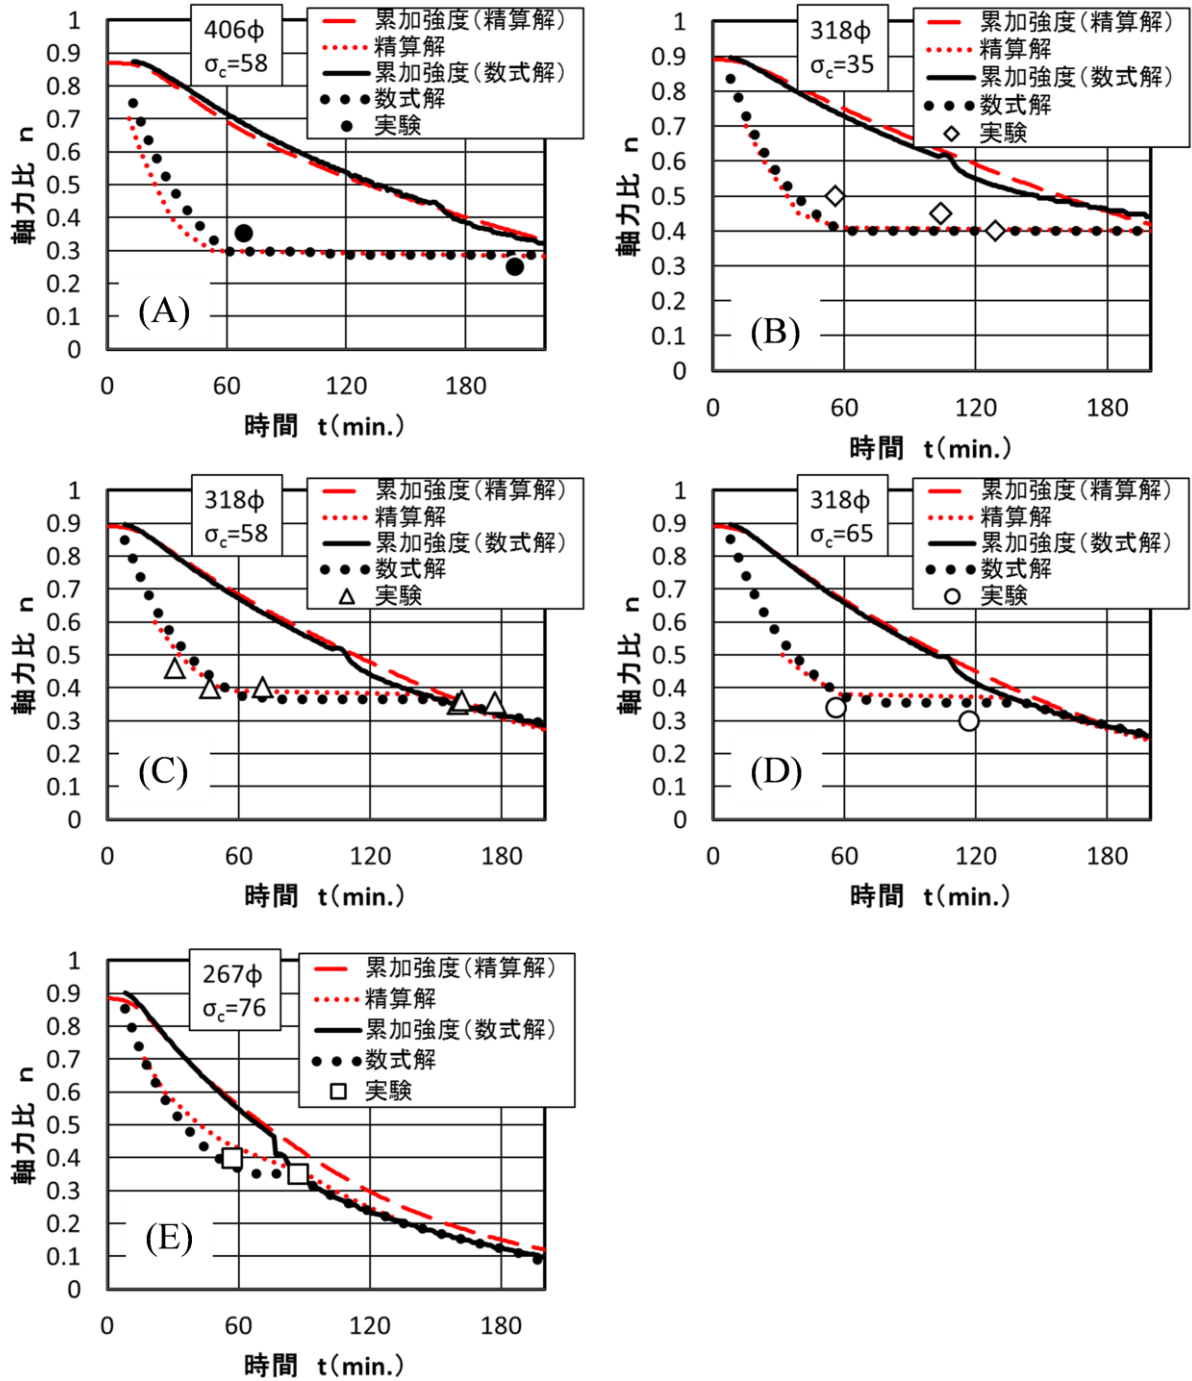 406φ
σc=58
累加強度(精算解)
精算解
累加強度(数式解)
数式解
実験
1
0.9
0.8
0.7
0.6
0.5
0.4
0.3
0.2
0.1
0
軸力比 n
(A)
0 60 120 180
時間 t(min.)
318φ
σc=35
累加強度(精算解)
精算解
累加強度(数式解)
数式解
実験
1
0.9
0.8
0.7
0.6
0.5
0.4
0.3
0.2
0.1
0
軸力比 n
(B)
0 60 120 180
時間 t(min.)
318φ
σc=58
累加強度(精算解)
精算解
累加強度(数式解)
数式解
実験
1
0.9
0.8
0.7
0.6
0.5
0.4
0.3
0.2
0.1
0
軸力比 n
(C)
0 60 120 180
時間 t(min.)
318φ
σc=65
累加強度(精算解)
精算解
累加強度(数式解)
数式解
実験
1
0.9
0.8
0.7
0.6
0.5
0.4
0.3
0.2
0.1
0
軸力比 n
(D)
0 60 120 180
時間 t(min.)
267φ
σc=76
累加強度(精算解)
精算解
累加強度(数式解)
数式解
実験
1
0.9
0.8
0.7
0.6
0.5
0.4
0.3
0.2
0.1
0
軸力比 n
(E)
0 60 120 180
時間 t(min.)